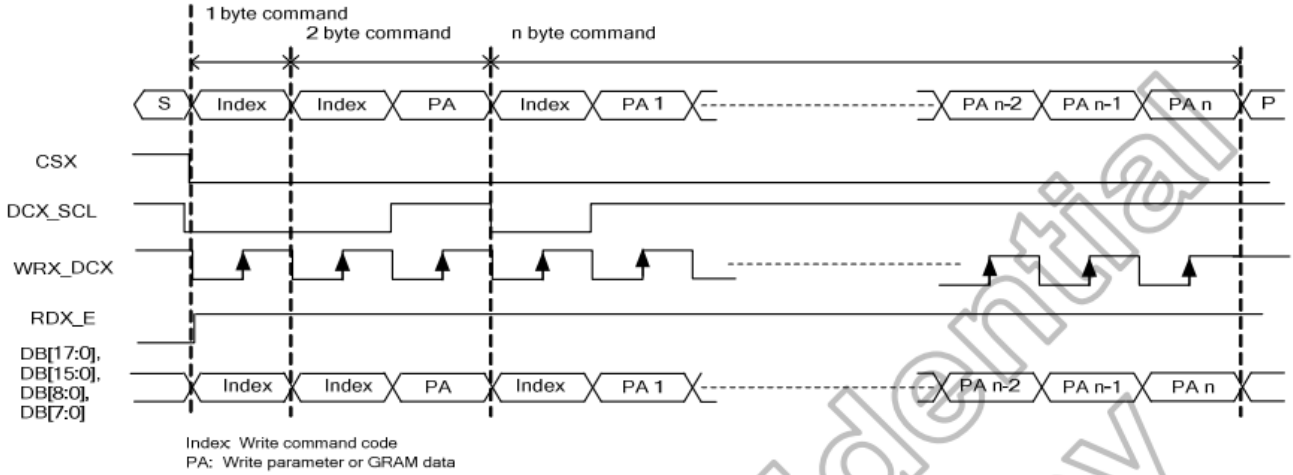 1 byte command
2 byte command
n byte command
S Index Index PA Index PA 1 PA n-2 PA n-1 PA n P
CSX
DCX_SCL
WRX_DCX
RDX_E
DB[17:0],
DB[15:0],
DB[8:0],
DB[7:0]
Index Index PA Index PA 1 PA n-2 PA n-1 PA n
Index: Write command code
PA: Write parameter or GRAM data